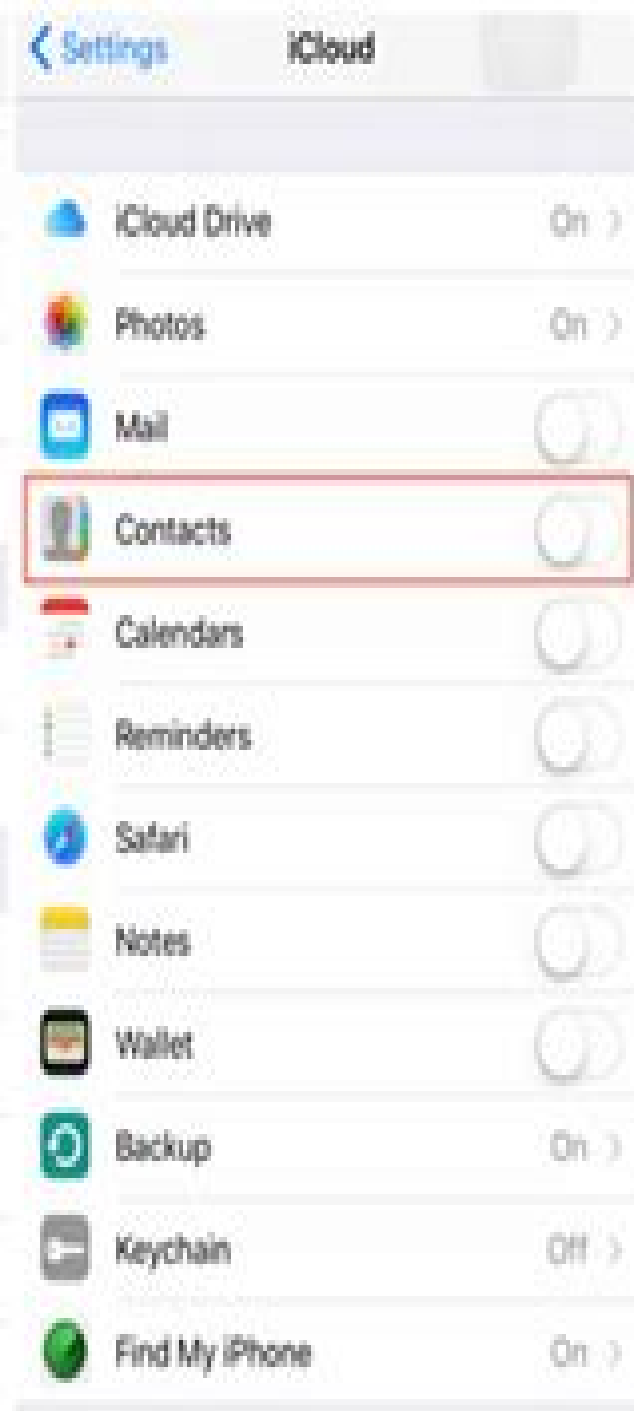 Settings iCloud
iCloud Drive On
Photos On
Mail
Contacts
Calendars
Reminders
Safari
Notes
Wallet
Backup On
Keychain Off
Find My iPhone On